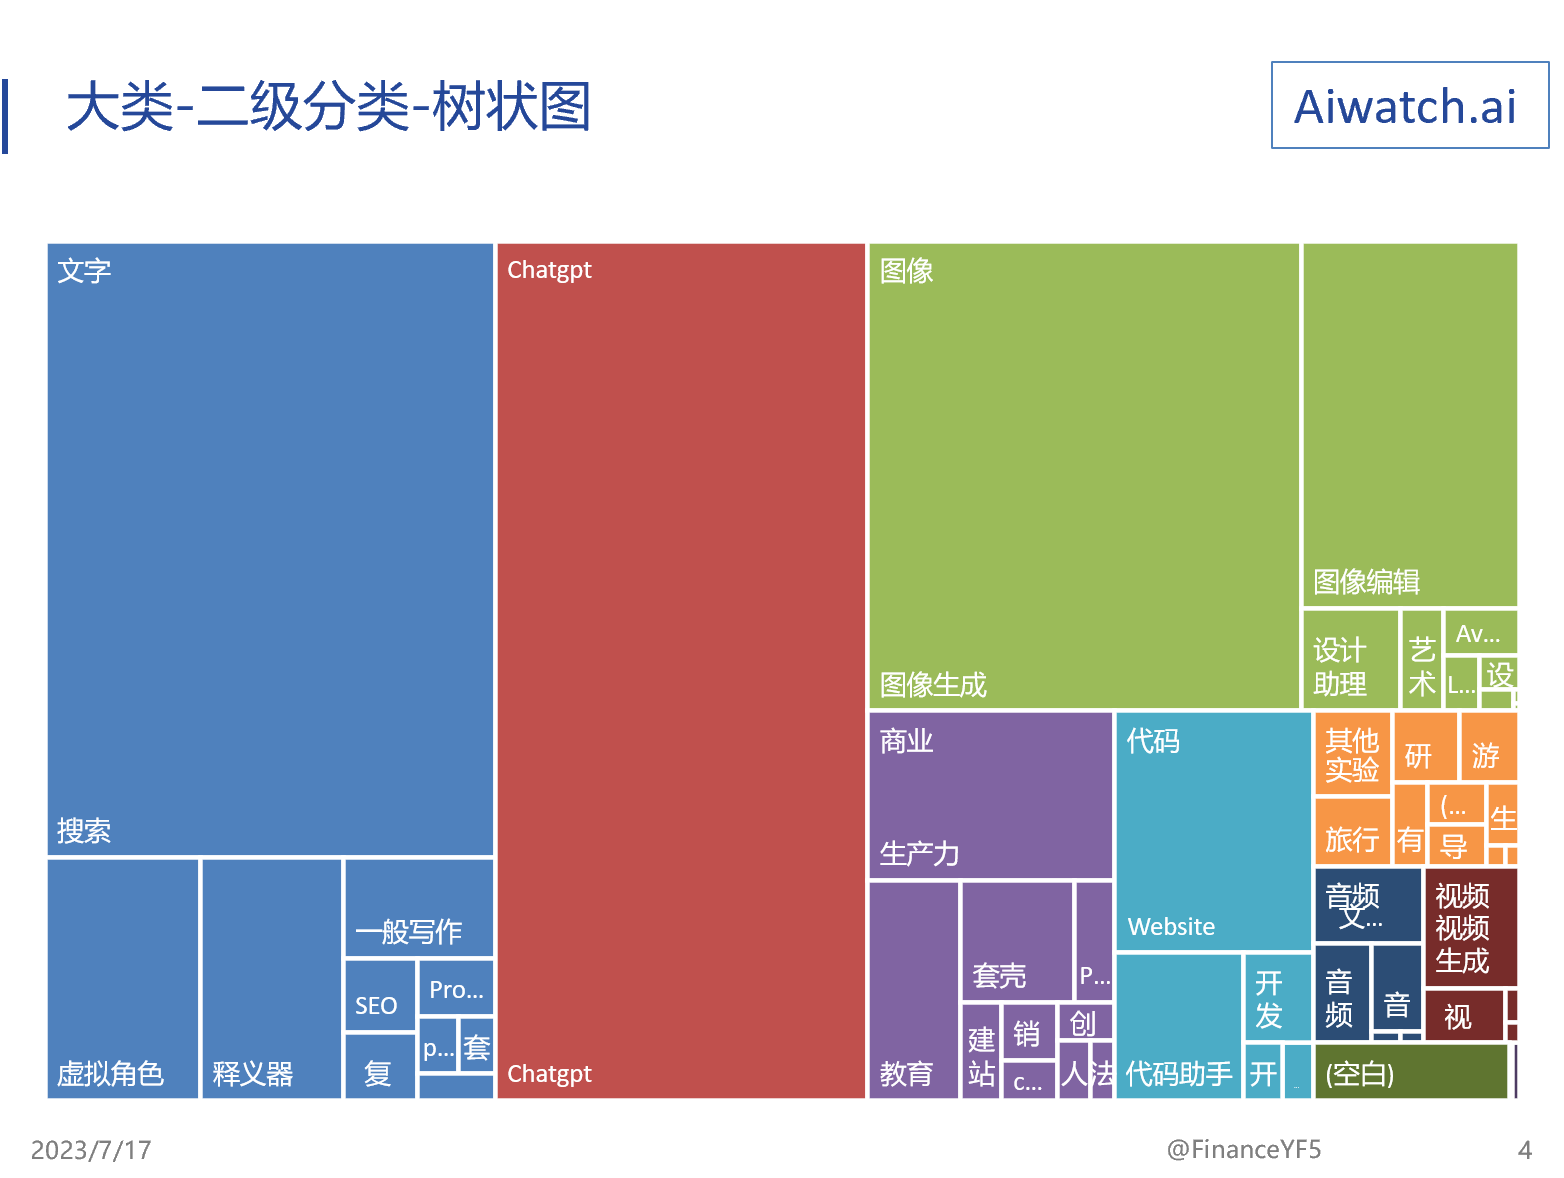 大类-二级分类-树状图
Aiwatch.ai
文字
搜索
虚拟角色
释义器
一般写作
SEO
Pro...
复
p...
套
Chatgpt
Chatgpt
图像
图像生成
图像编辑
设计
助理
艺
术
Av...
L...
设
商业
生产力
教育
套壳
P...
建
站
销
c...
创
人
法
代码
Website
代码助手
开
发
开
...
其他
实验
研
游
旅行
有
(...
导
生
音频
文...
音
频
音
视频
视频
生成
视
(空白)
2023/7/17
@FinanceYF5
4